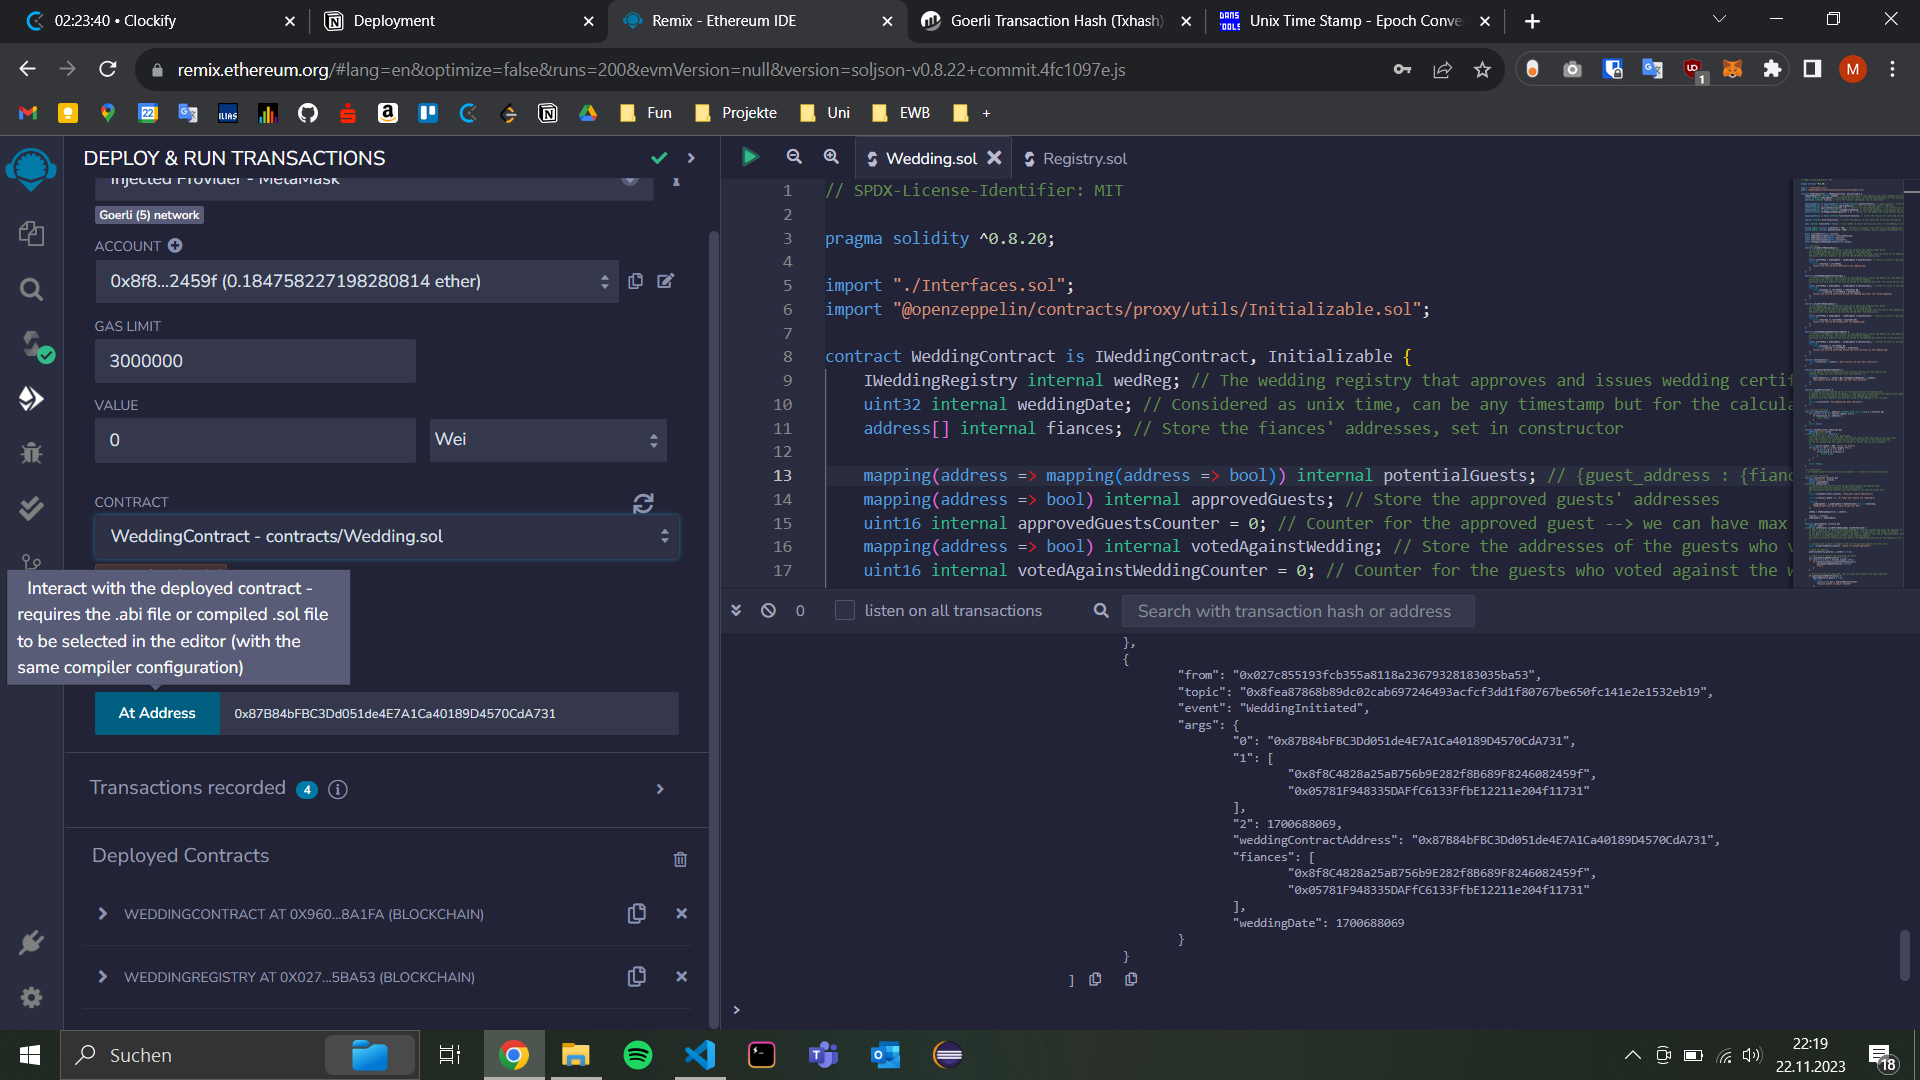 02:23:40 • Clockify
Deployment
Remix - Ethereum IDE
Goerli Transaction Hash (Txhash)
Unix Time Stamp - Epoch Conve
remix.ethereum.org/#lang=en&optimize=false&runs=200&evmVersion=null&version=soljson-v0.8.22+commit.4fc1097e.js
1
M
22
ILIAS
Fun
Projekte
Uni
EWB
+
DEPLOY & RUN TRANSACTIONS
Injected Provider - MetaMask
Goerli (5) network
ACCOUNT
0x8f8...2459f (0.184758227198280814 ether)
GAS LIMIT
3000000
VALUE
0
Wei
CONTRACT
WeddingContract - contracts/Wedding.sol
Interact with the deployed contract -
requires the .abi file or compiled .sol file
to be selected in the editor (with the
same compiler configuration)
At Address
0x87B84bFBC3Dd051de4E7A1Ca40189D4570CdA731
Transactions recorded 4
Deployed Contracts
WEDDINGCONTRACT AT 0X960...8A1FA (BLOCKCHAIN)
WEDDINGREGISTRY AT 0X027...5BA53 (BLOCKCHAIN)
Wedding.sol
Registry.sol
1 // SPDX-License-Identifier: MIT
2
3 pragma solidity ^0.8.20;
4
5 import "./Interfaces.sol";
6 import "@openzeppelin/contracts/proxy/utils/Initializable.sol";
7
8 contract WeddingContract is IWeddingContract, Initializable {
9 IWeddingRegistry internal wedReg; // The wedding registry that approves and issues wedding certif
10 uint32 internal weddingDate; // Considered as unix time, can be any timestamp but for the calcula
11 address[] internal fiances; // Store the fiances' addresses, set in constructor
12
13 mapping(address => mapping(address => bool)) internal potentialGuests; // {guest_address : {fianc
14 mapping(address => bool) internal approvedGuests; // Store the approved guests' addresses
15 uint16 internal approvedGuestsCounter = 0; // Counter for the approved guest --> we can have max
16 mapping(address => bool) internal votedAgainstWedding; // Store the addresses of the guests who v
17 uint16 internal votedAgainstWeddingCounter = 0; // Counter for the guests who voted against the w
0
listen on all transactions
Search with transaction hash or address
},
{
"from": "0x027c855193fcb355a8118a23679328183035ba53",
"topic": "0x8fea87868b89dc02cab697246493acfcf3dd1f80767be650fc141e2e1532eb19",
"event": "WeddingInitiated",
"args": {
"0": "0x87B84bFBC3Dd051de4E7A1Ca40189D4570CdA731",
"1": [
"0x8f8C4828a25aB756b9E282f8B689F8246082459f",
"0x05781F948335DAFfC6133FfbE12211e204f11731"
],
"2": 1700688069,
"weddingContractAddress": "0x87B84bFBC3Dd051de4E7A1Ca40189D4570CdA731",
"fiances": [
"0x8f8C4828a25aB756b9E282f8B689F8246082459f",
"0x05781F948335DAFfC6133FfbE12211e204f11731"
],
"weddingDate": 1700688069
}
}
]
>
Suchen
22:19
22.11.2023
18